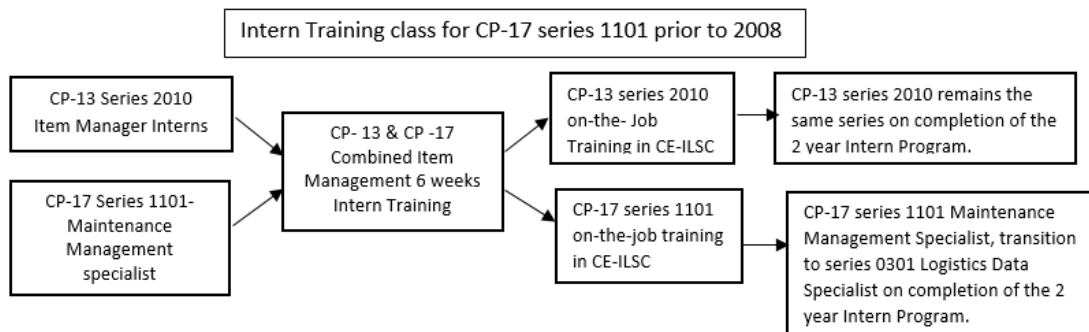 Intern Training class for CP-17 series 1101 prior to 2008
CP-13 Series 2010
Item Manager Interns
CP-17 Series 1101-
Maintenance
Management
specialist
CP- 13 & CP -17
Combined Item
Management 6 weeks
Intern Training
CP-13 series 2010
on-the- Job
Training in CE-ILSC
CP-17 series 1101
on-the-job training
in CE-ILSC
CP-13 series 2010 remains the
same series on completion of the
2 year Intern Program.
CP-17 series 1101 Maintenance
Management Specialist, transition
to series 0301 Logistics Data
Specialist on completion of the 2
year Intern Program.